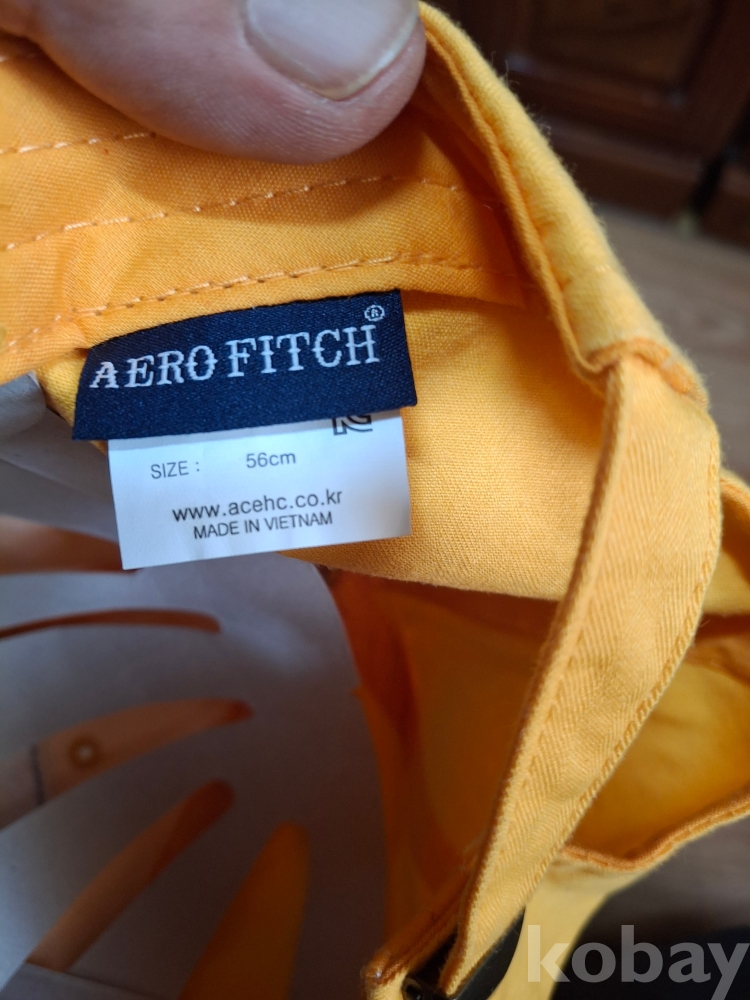 AERO FITCH®
SIZE : 56cm
www.acehc.co.kr
MADE IN VIETNAM
kobay